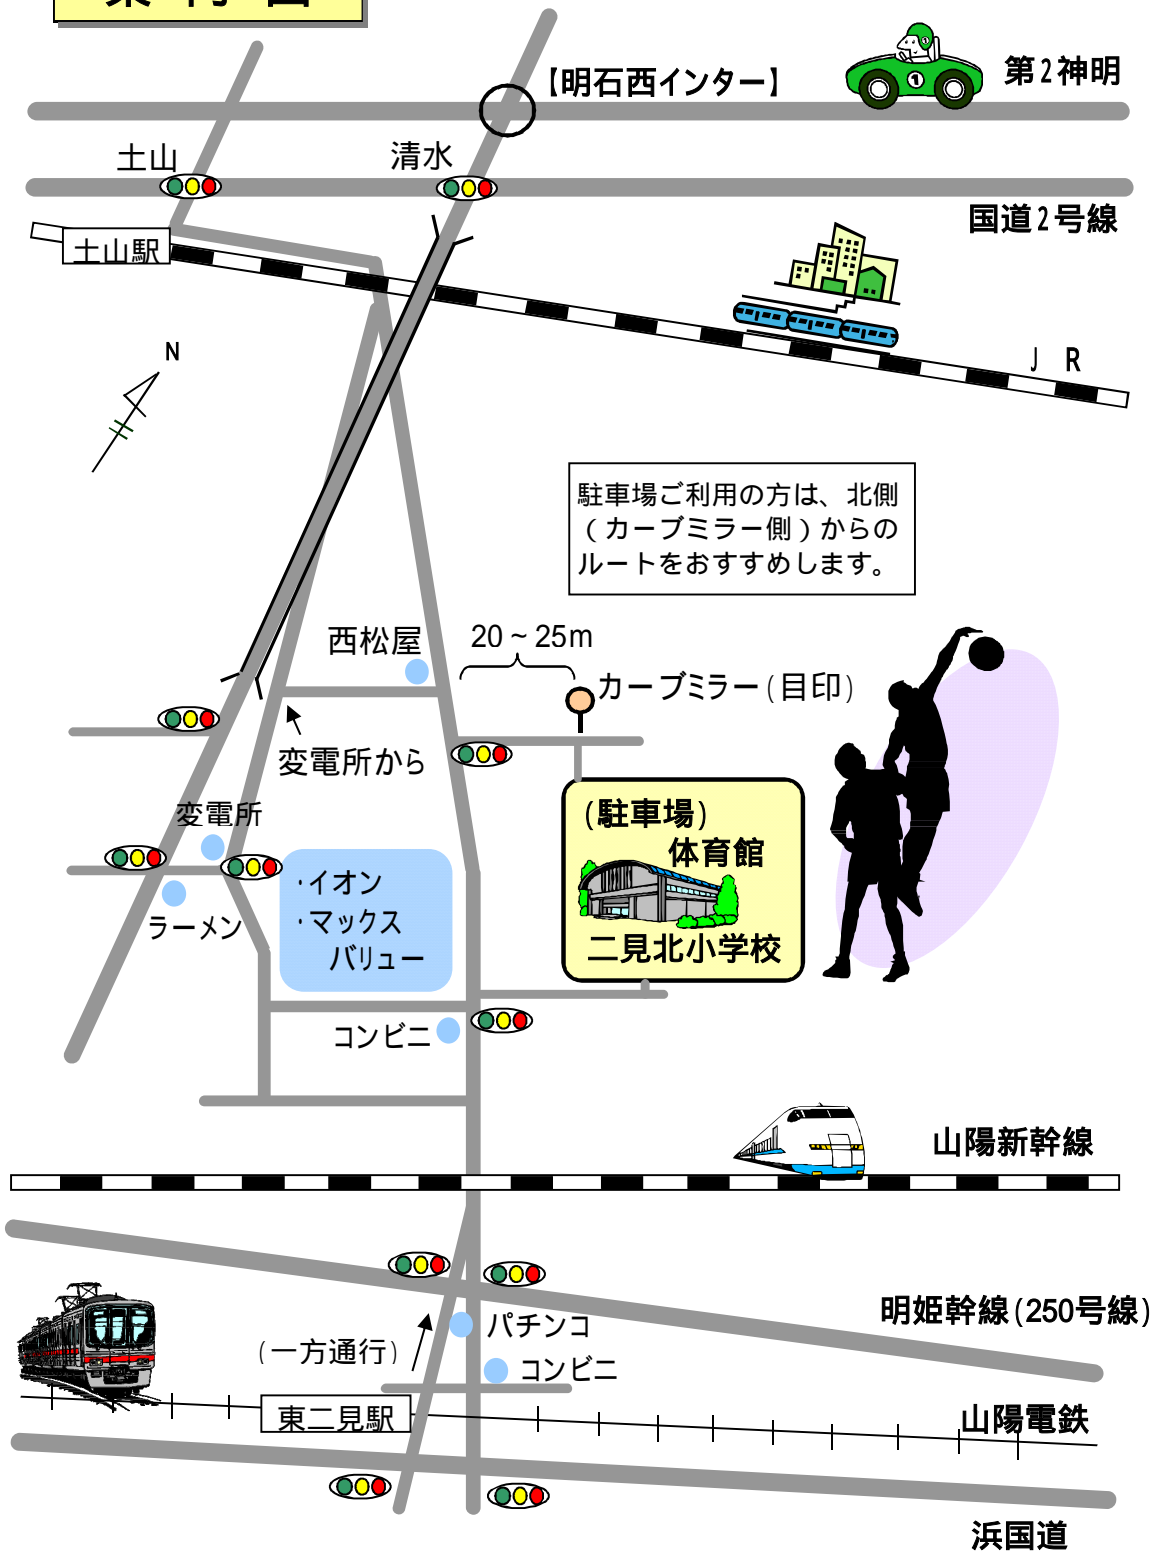 案内図
【明石西インター】
第2神明
土山
清水
国道2号線
土山駅
N
JR
駐車場ご利用の方は、北側
(カーブミラー側)からの
ルートをおすすめします。
西松屋
20~25m
カーブミラー(目印)
変電所から
変電所
(駐車場)
体育館
・イオン
・マックス
バリュー
ラーメン
二見北小学校
コンビニ
山陽新幹線
明姫幹線(250号線)
パチンコ
(一方通行)
コンビニ
東二見駅
山陽電鉄
浜国道